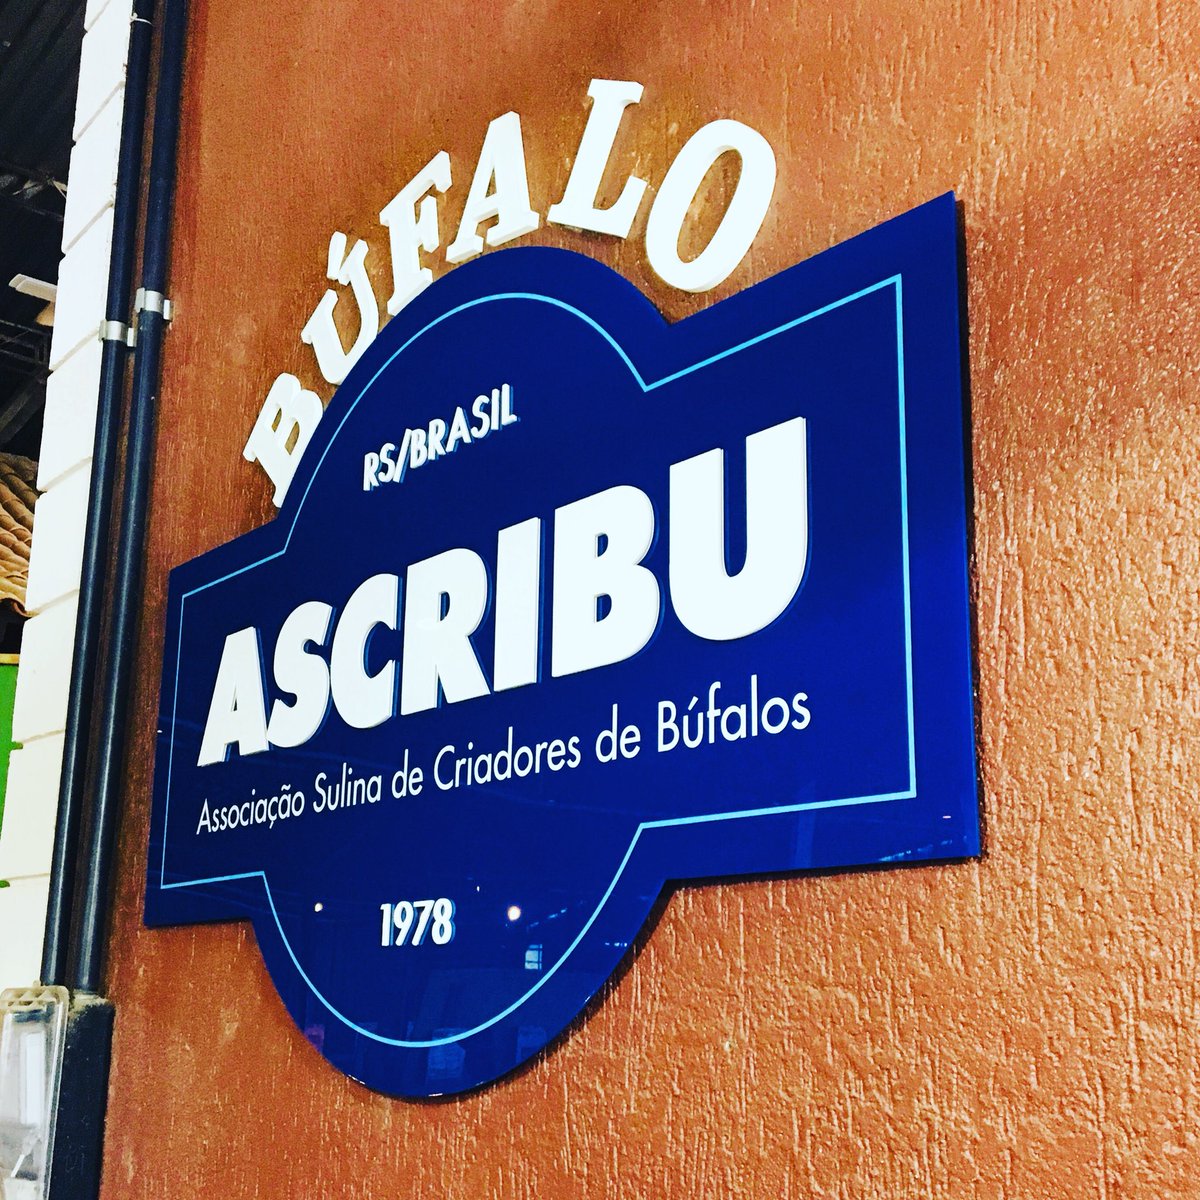 BÚFALO
RS/BRASIL
ASCRIBU
Associação Sulina de Criadores de Búfalos
1978